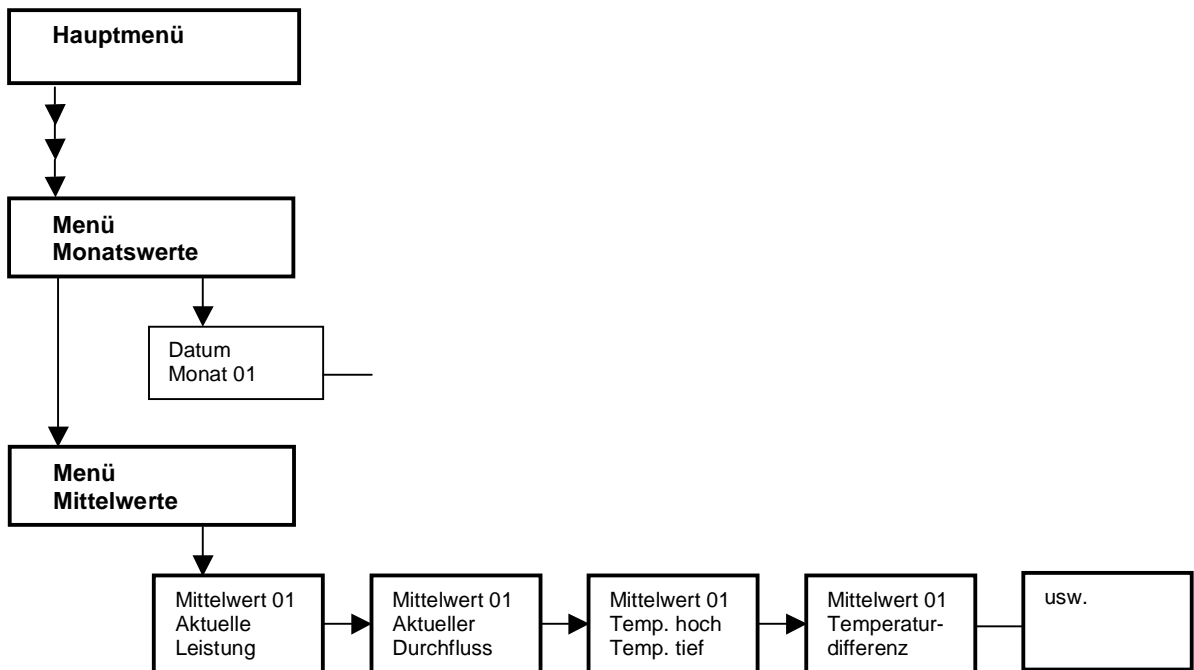 Hauptmenü
Menü
Monatswerte
Datum
Monat 01
Menü
Mittelwerte
Mittelwert 01
Aktuelle
Leistung
Mittelwert 01
Aktueller
Durchfluss
Mittelwert 01
Temp. hoch
Temp. tief
Mittelwert 01
Temperatur-
differenz
usw.